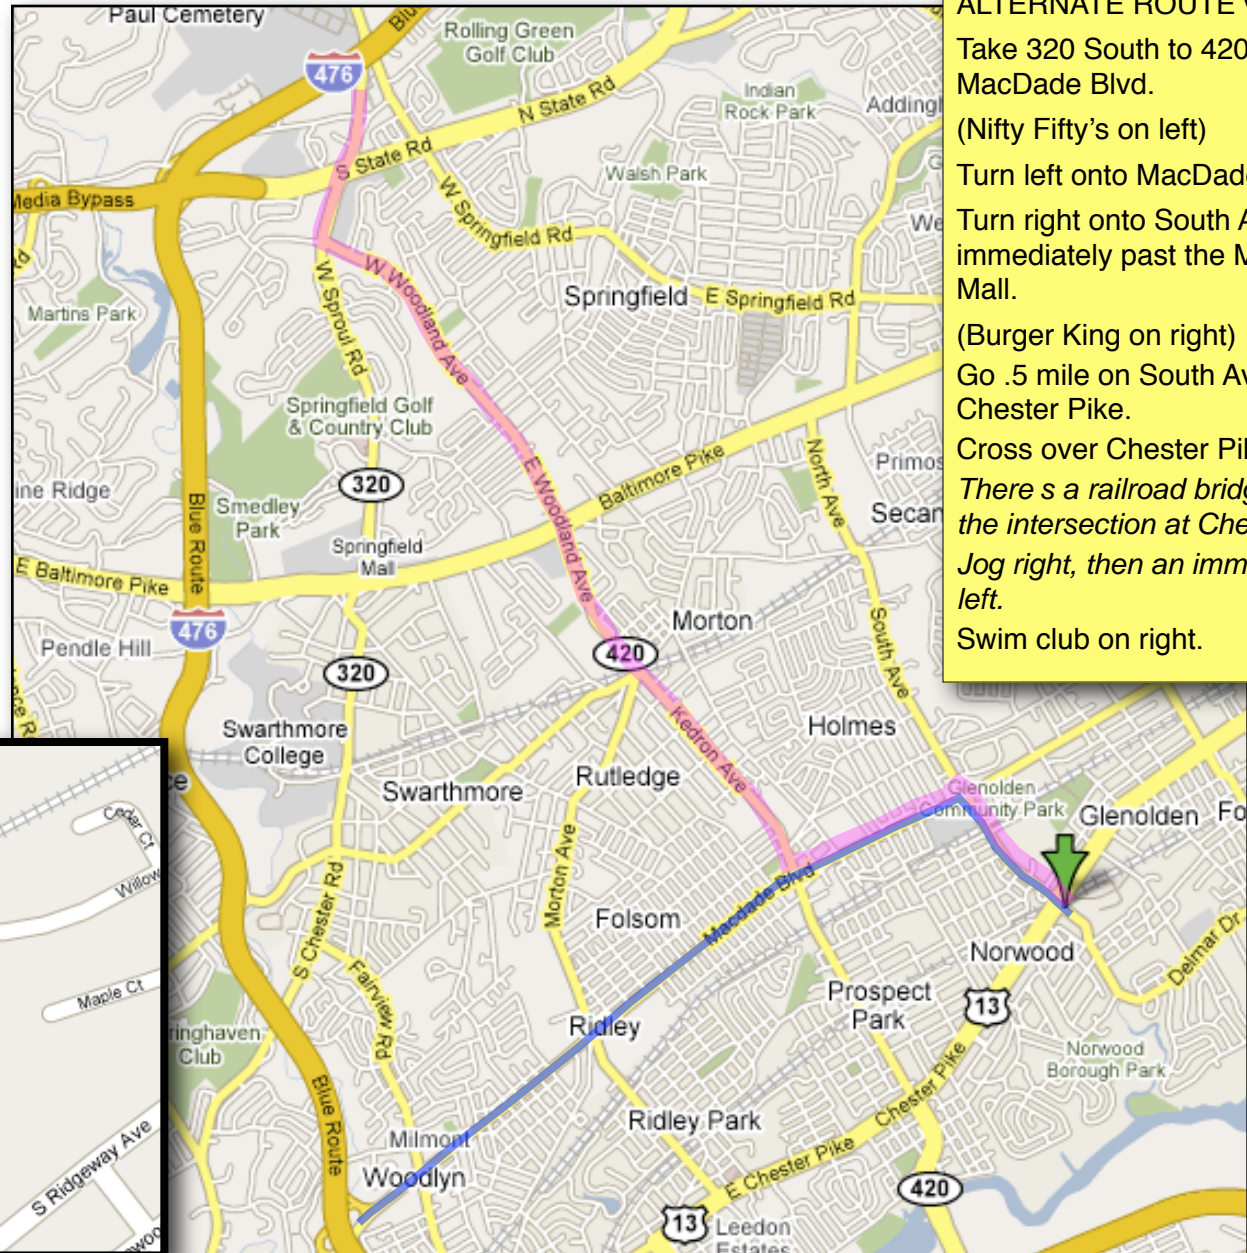 Paul Cemetery
Rolling Green
Golf Club
476
N State Rd
Indian
Rock Park
S State Rd
Walsh Park
Media Bypass
W Springfield Rd
W Woodland Ave
W Sproul Rd
Springfield
E Springfield Rd
Martins Park
Springfield Golf
& Country Club
320
North Ave
Baltimore Pike
E Woodland Ave
Smedley
Park
Blue Route
Springfield
Mall
E Baltimore Pike
476
Pendle Hill
Morton
420
320
South Ave
Swarthmore
College
Kedron Ave
Holmes
Rutledge
Swarthmore
Glenolden
Community Park
Glenolden
Morton Ave
Macdade Blvd
S Chester Rd
Folsom
Norwood
Delmar Dr
Fairview Rd
Prospect
Park
13
Ridley
Club
Norwood
Borough Park
Blue Route
Chester Pike
Ridley Park
Milmont
Woodlyn
E Chester Pike
420
13
Leedon
Estates
Cedar Ct
Willow
Maple Ct
S Ridgeway Ave
ALTERNATE ROUTE
Take 320 South to 420
MacDade Blvd.
(Nifty Fifty’s on left)
Turn left onto MacDade
Turn right onto South A
immediately past the M
Mall.
(Burger King on right)
Go .5 mile on South Av
Chester Pike.
Cross over Chester Pik
There s a railroad bridg
the intersection at Che
Jog right, then an imm
left.
Swim club on right.